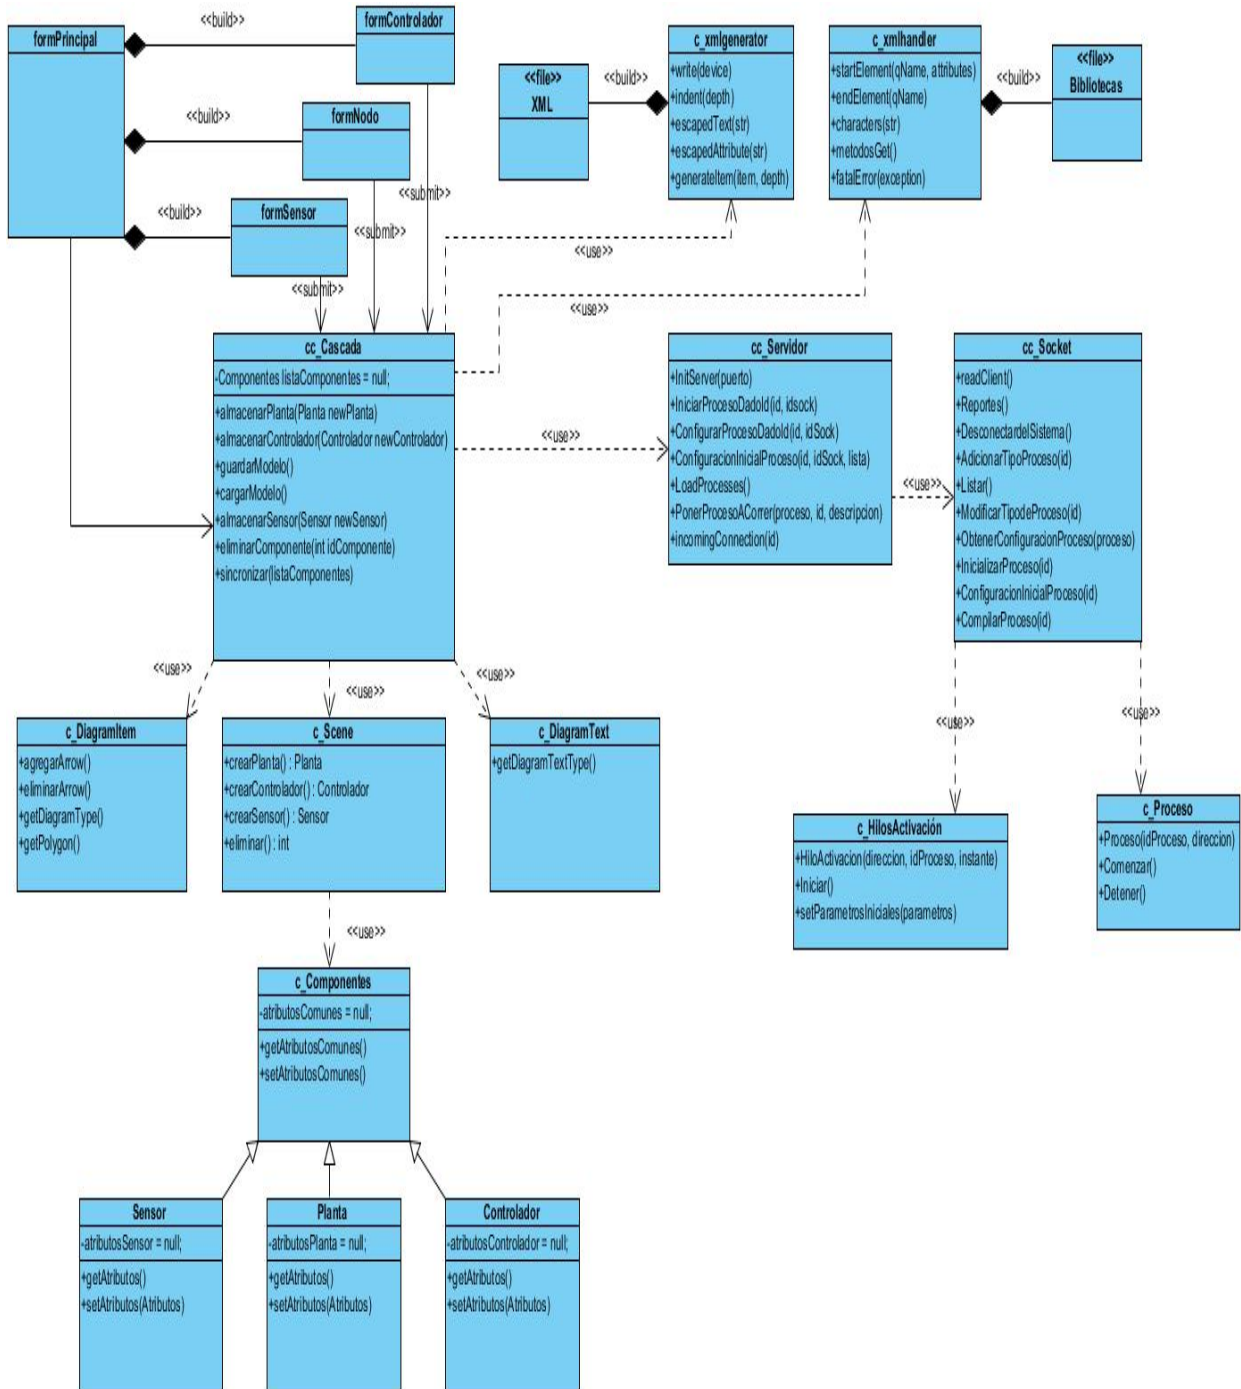 formPrincipal
<<build>>
formControlador
<<build>>
formNodo
<<build>>
formSensor
<<submit>>
<<submit>>
<<submit>>
<<file>>
XML
<<build>>
c_xmlgenerator
+write(device)
+indent(depth)
+escapedText(str)
+escapedAttribute(str)
+generateItem(item, depth)
c_xmlhandler
+startElement(qName, attributes)
+endElement(qName)
+characters(str)
+metodosGet()
+fatalError(exception)
<<build>>
<<file>>
Bibliotecas
<<use>>
<<use>>
cc_Cascada
-Componentes listaComponentes = null;
+almacenarPlanta(Planta newPlanta)
+almacenarControlador(Controlador newControlador)
+guardarModelo()
+cargarModelo()
+almacenarSensor(Sensor newSensor)
+eliminarComponente(int idComponente)
+sincronizar(listaComponentes)
<<use>>
cc_Servidor
+InitServer(puerto)
+IniciarProcesoDadoId(id, idsock)
+ConfigurarProcesoDadoId(id, idSock)
+ConfiguracionInicialProceso(id, idSock, lista)
+LoadProcesses()
+PonerProcesoACorrer(proceso, id, descripcion)
+incomingConnection(id)
<<use>>
cc_Socket
+readClient()
+Reportes()
+DesconectardelSistema()
+AdicionarTipoProceso(id)
+Listar()
+ModificarTipodeProceso(id)
+ObtenerConfiguracionProceso(proceso)
+InicializarProceso(id)
+ConfiguracionInicialProceso(id)
+CompilarProceso(id)
<<use>>
<<use>>
<<use>>
<<use>>
<<use>>
c_DiagramItem
+agregarArrow()
+eliminarArrow()
+getDiagramType()
+getPolygon()
c_Scene
+crearPlanta() : Planta
+crearControlador() : Controlador
+crearSensor() : Sensor
+eliminar() : int
c_DiagramText
+getDiagramTextType()
c_HilosActivación
+HiloActivacion(direccion, idProceso, instante)
+Iniciar()
+setParametrosIniciales(parametros)
c_Proceso
+Proceso(idProceso, direccion)
+Comenzar()
+Detener()
<<use>>
c_Componentes
-atributosComunes = null;
+getAtributosComunes()
+setAtributosComunes()
Sensor
-atributosSensor = null;
+getAtributos()
+setAtributos(Atributos)
Planta
-atributosPlanta = null;
+getAtributos()
+setAtributos(Atributos)
Controlador
-atributosControlador = null;
+getAtributos()
+setAtributos(Atributos)